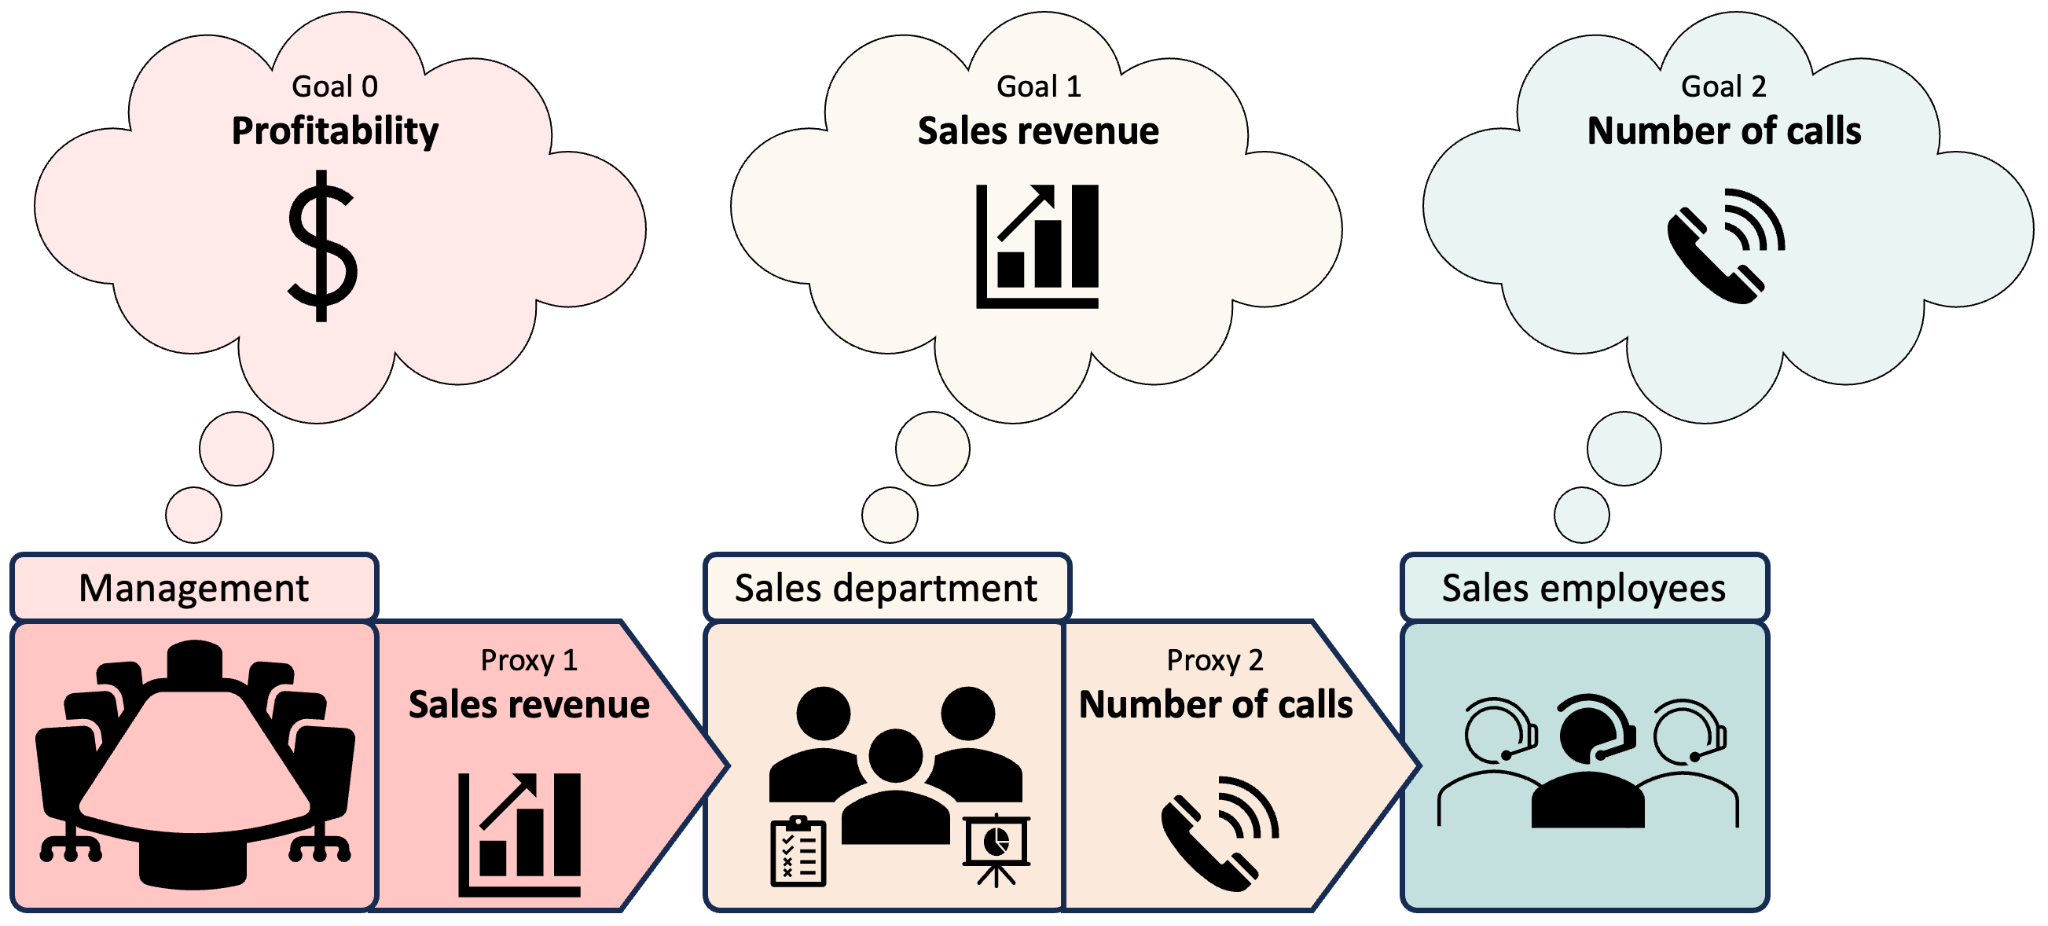 Goal 0
Profitability
Goal 1
Sales revenue
Goal 2
Number of calls
Management
Proxy 1
Sales revenue
Sales department
Proxy 2
Number of calls
Sales employees